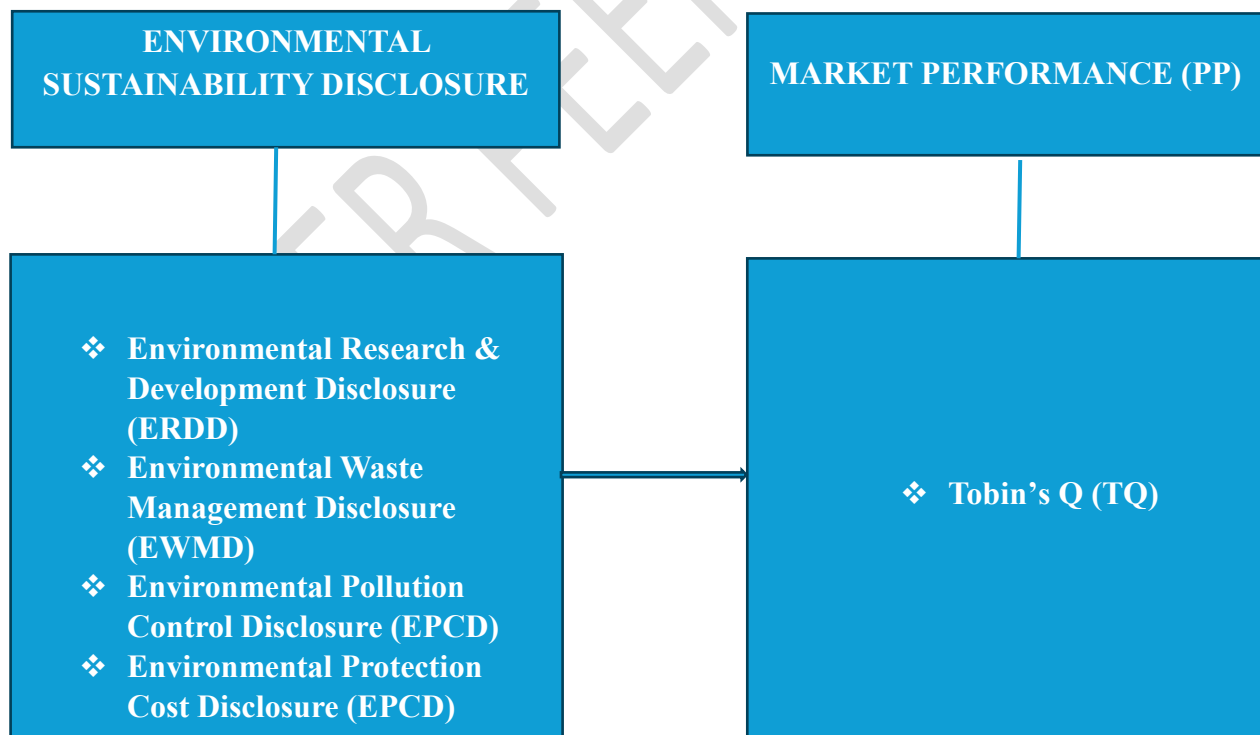 ENVIRONMENTAL
SUSTAINABILITY DISCLOSURE
MARKET PERFORMANCE (PP)
❖ Environmental Research &
Development Disclosure
(ERDD)
❖ Environmental Waste
Management Disclosure
(EWMD)
❖ Environmental Pollution
Control Disclosure (EPCD)
❖ Environmental Protection
Cost Disclosure (EPCD)
❖ Tobin’s Q (TQ)